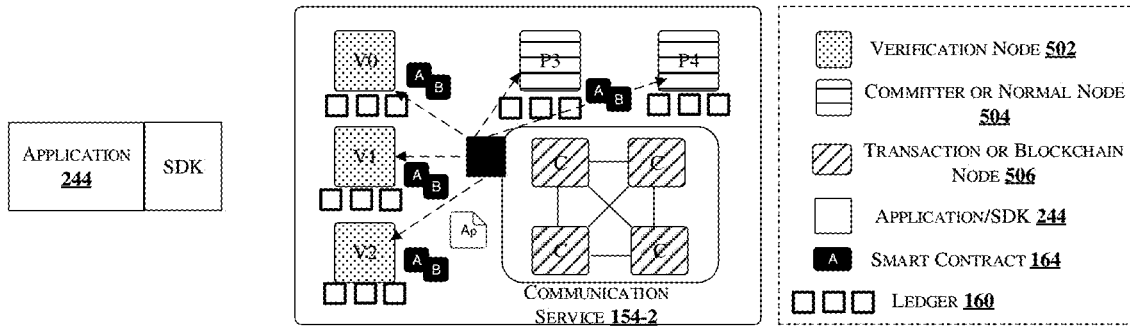 APPLICATION
244
SDK
V0
A
B
P3
A
B
P4
V1
A
B
C
C
Ap
V2
A
B
C
C
COMMUNICATION
SERVICE 154-2
VERIFICATION NODE 502
COMMITTER OR NORMAL NODE
504
TRANSACTION OR BLOCKCHAIN
NODE 506
APPLICATION/SDK 244
A
SMART CONTRACT 164
LEDGER 160